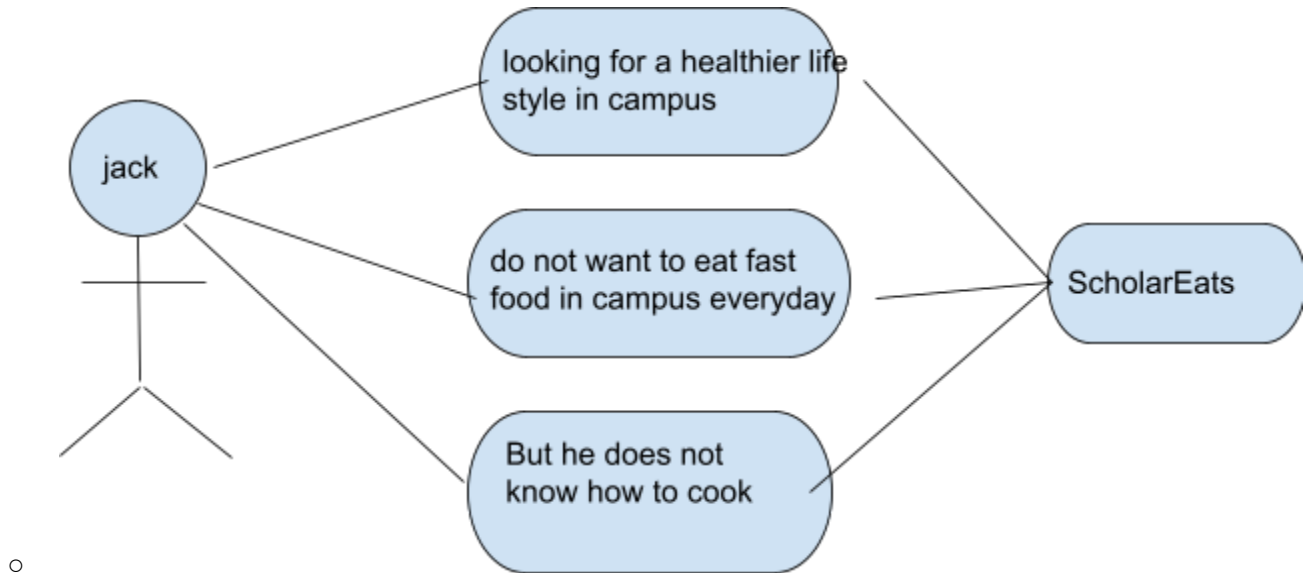 looking for a healthier life
style in campus
jack
do not want to eat fast
food in campus everyday
ScholarEats
But he does not
know how to cook